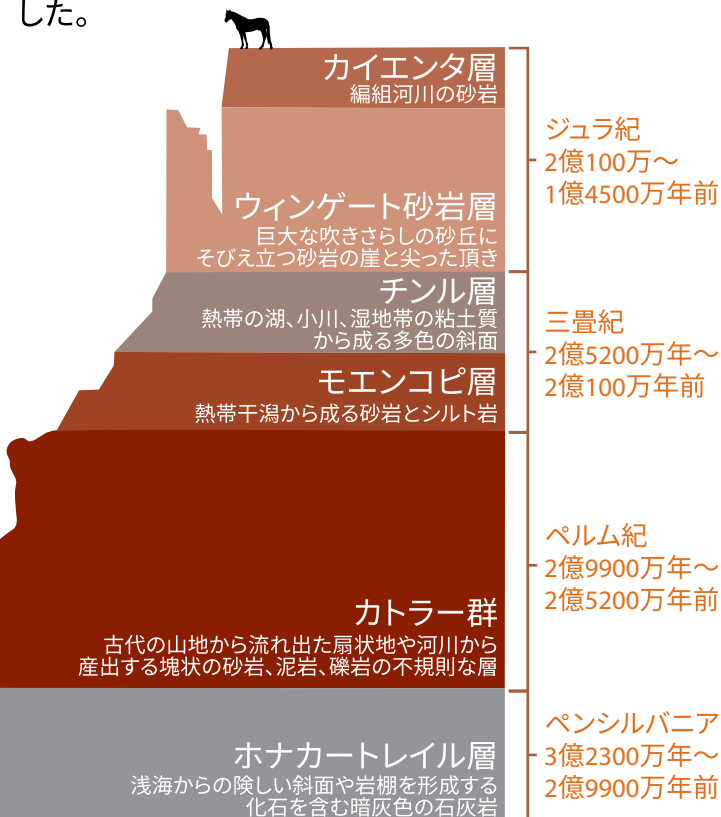 した。
カイエンタ層
編組河川の砂岩
ジュラ紀
2億100万〜
1億4500万年前
ウィンゲート砂岩層
巨大な吹きさらしの砂丘に
そびえ立つ砂岩の崖と尖った頂き
チンル層
熱帯の湖、小川、湿地帯の粘土質
から成る多色の斜面
三畳紀
2億5200万年〜
2億100万年前
モエンコピ層
熱帯干潟から成る砂岩とシルト岩
ペルム紀
2億9900万年〜
2億5200万年前
カトラー群
古代の山地から流れ出た扇状地や河川から
産出する塊状の砂岩、泥岩、礫岩の不規則な層
ペンシルバニア
3億2300万年〜
2億9900万年前
ホナカートレイル層
浅海からの険しい斜面や岩棚を形成する
化石を含む暗灰色の石灰岩